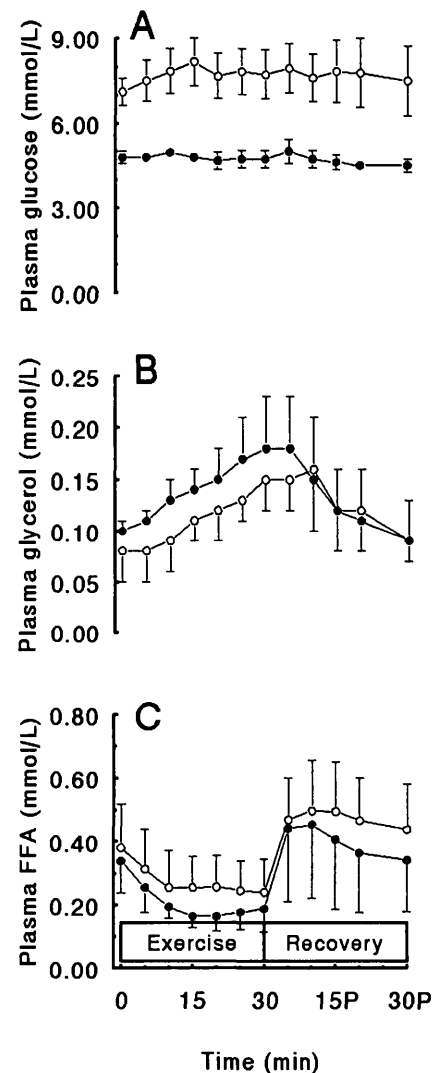 A
Plasma glucose (mmol/L)
9.00
6.00
3.00
0.00
B
Plasma glycerol (mmol/L)
0.25
0.20
0.15
0.10
0.05
0.00
C
Plasma FFA (mmol/L)
0.80
0.60
0.40
0.20
0.00
Exercise
Recovery
0 15 30 15P 30P
Time (min)